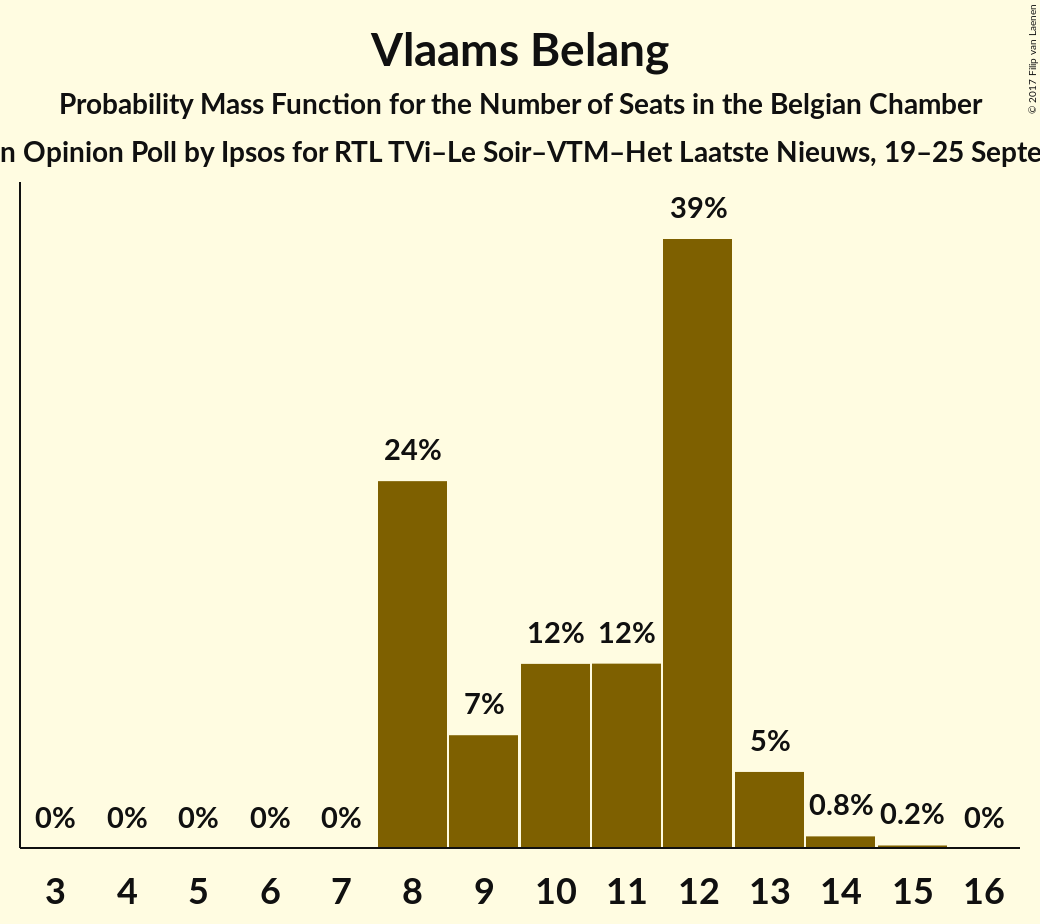 Vlaams Belang
Probability Mass Function for the Number of Seats in the Belgian Chamber
n Opinion Poll by Ipsos for RTL TVi–Le Soir–VTM–Het Laatste Nieuws, 19–25 Septe
© 2017 Filip van Laenen
39%
24%
12% 12%
7%
5%
0% 0% 0% 0% 0% 0.8% 0.2% 0%
3 4 5 6 7 8 9 10 11 12 13 14 15 16